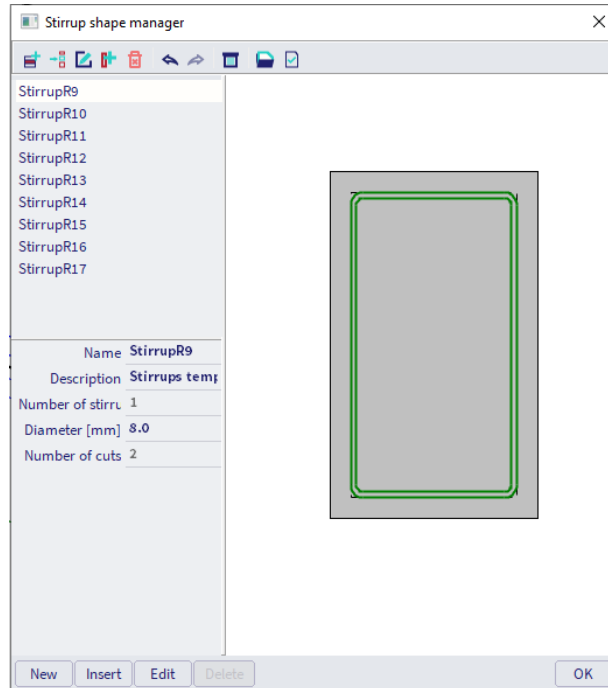 Stirrup shape manager
StirrupR9
StirrupR10
StirrupR11
StirrupR12
StirrupR13
StirrupR14
StirrupR15
StirrupR16
StirrupR17
Name StirrupR9
Description Stirrups temp
Number of stirru 1
Diameter [mm] 8.0
Number of cuts 2
New Insert Edit Delete OK